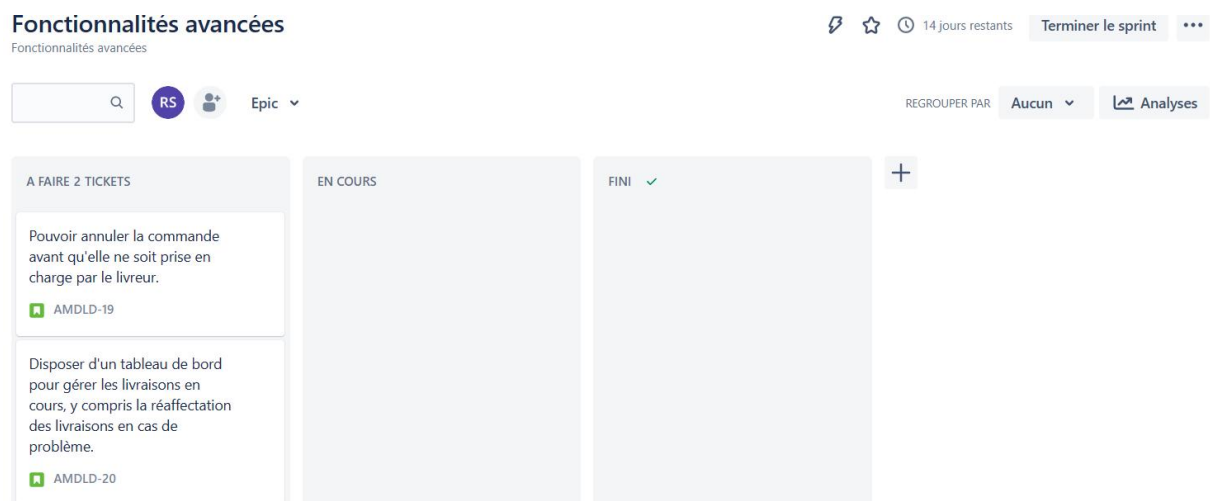 Fonctionnalités avancées
Fonctionnalités avancées
14 jours restants
Terminer le sprint
RS
Epic
REGROUPER PAR
Aucun
Analyses
A FAIRE 2 TICKETS
EN COURS
FINI
Pouvoir annuler la commande
avant qu'elle ne soit prise en
charge par le livreur.
AMDLD-19
Disposer d'un tableau de bord
pour gérer les livraisons en
cours, y compris la réaffectation
des livraisons en cas de
problème.
AMDLD-20